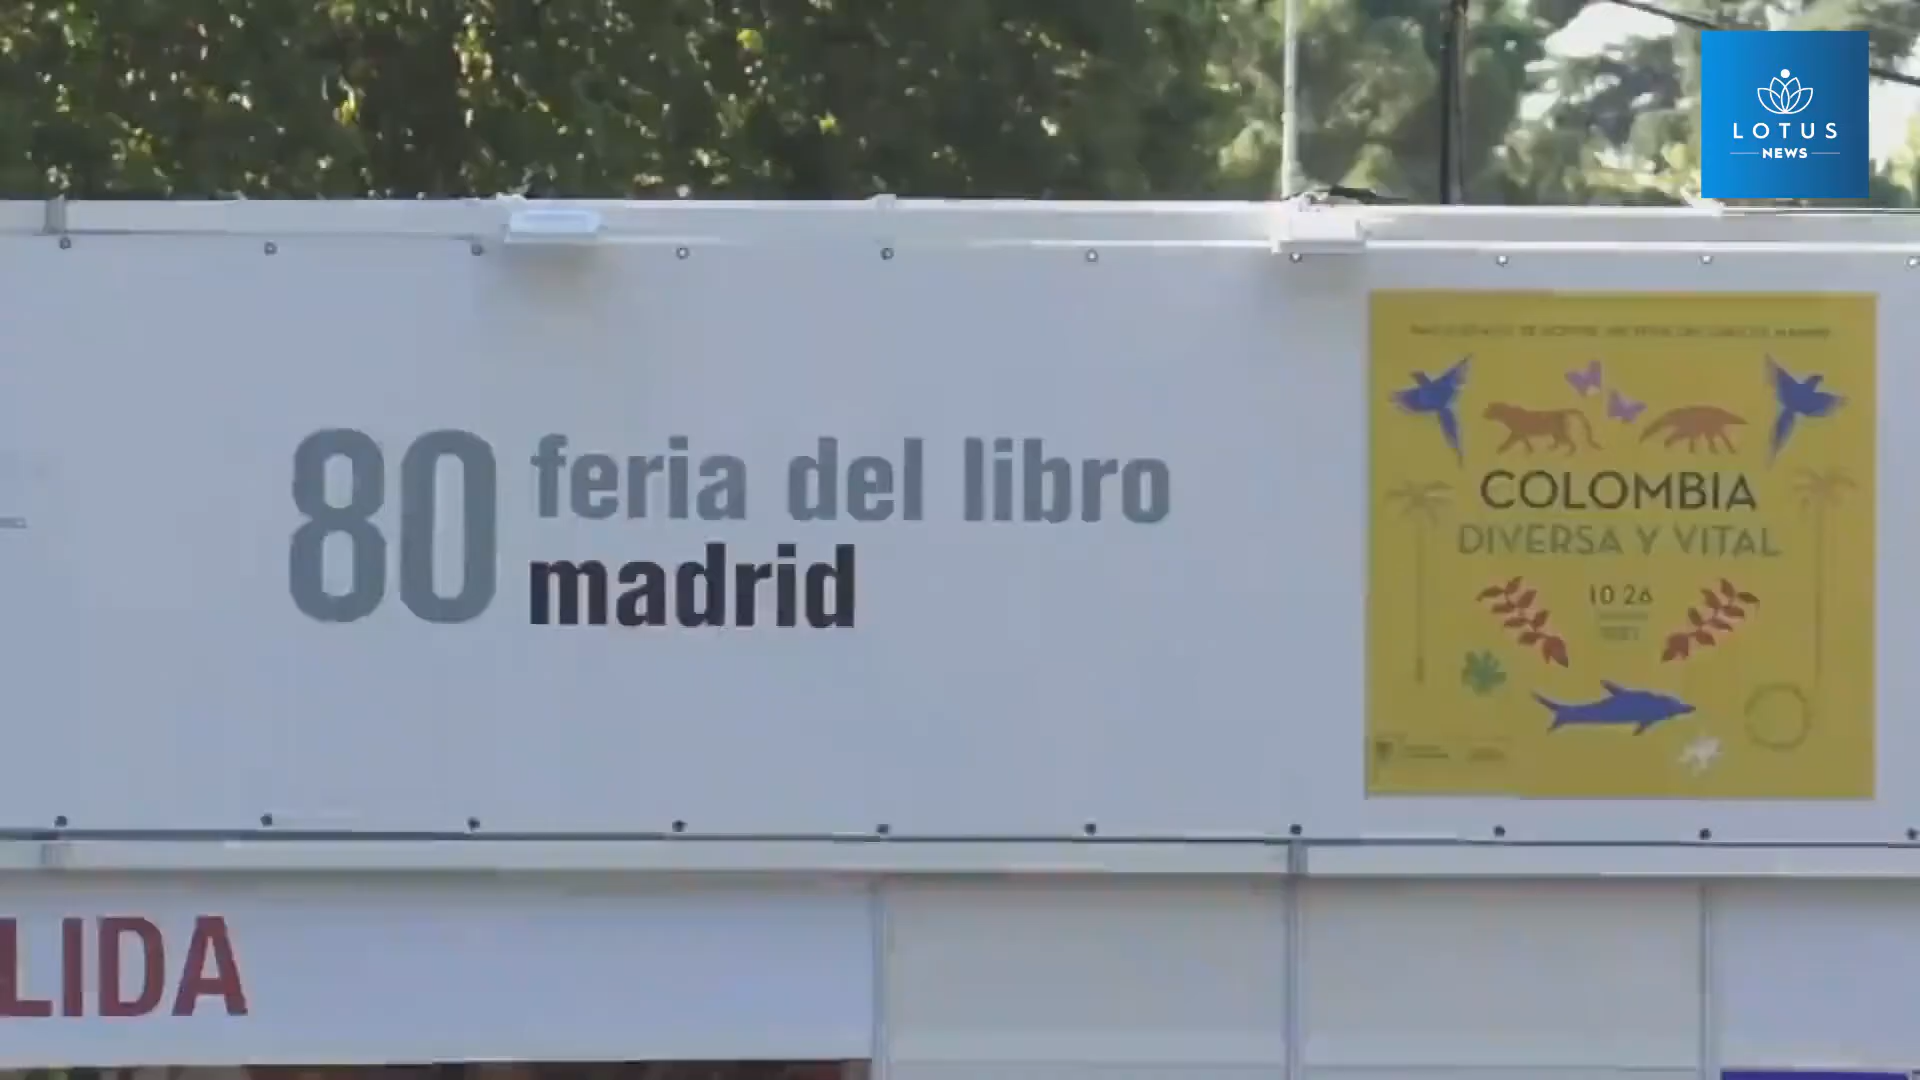 LOTUS
NEWS
80 feria del libro
madrid
COLOMBIA
DIVERSA Y VITAL
10 26
LIDA